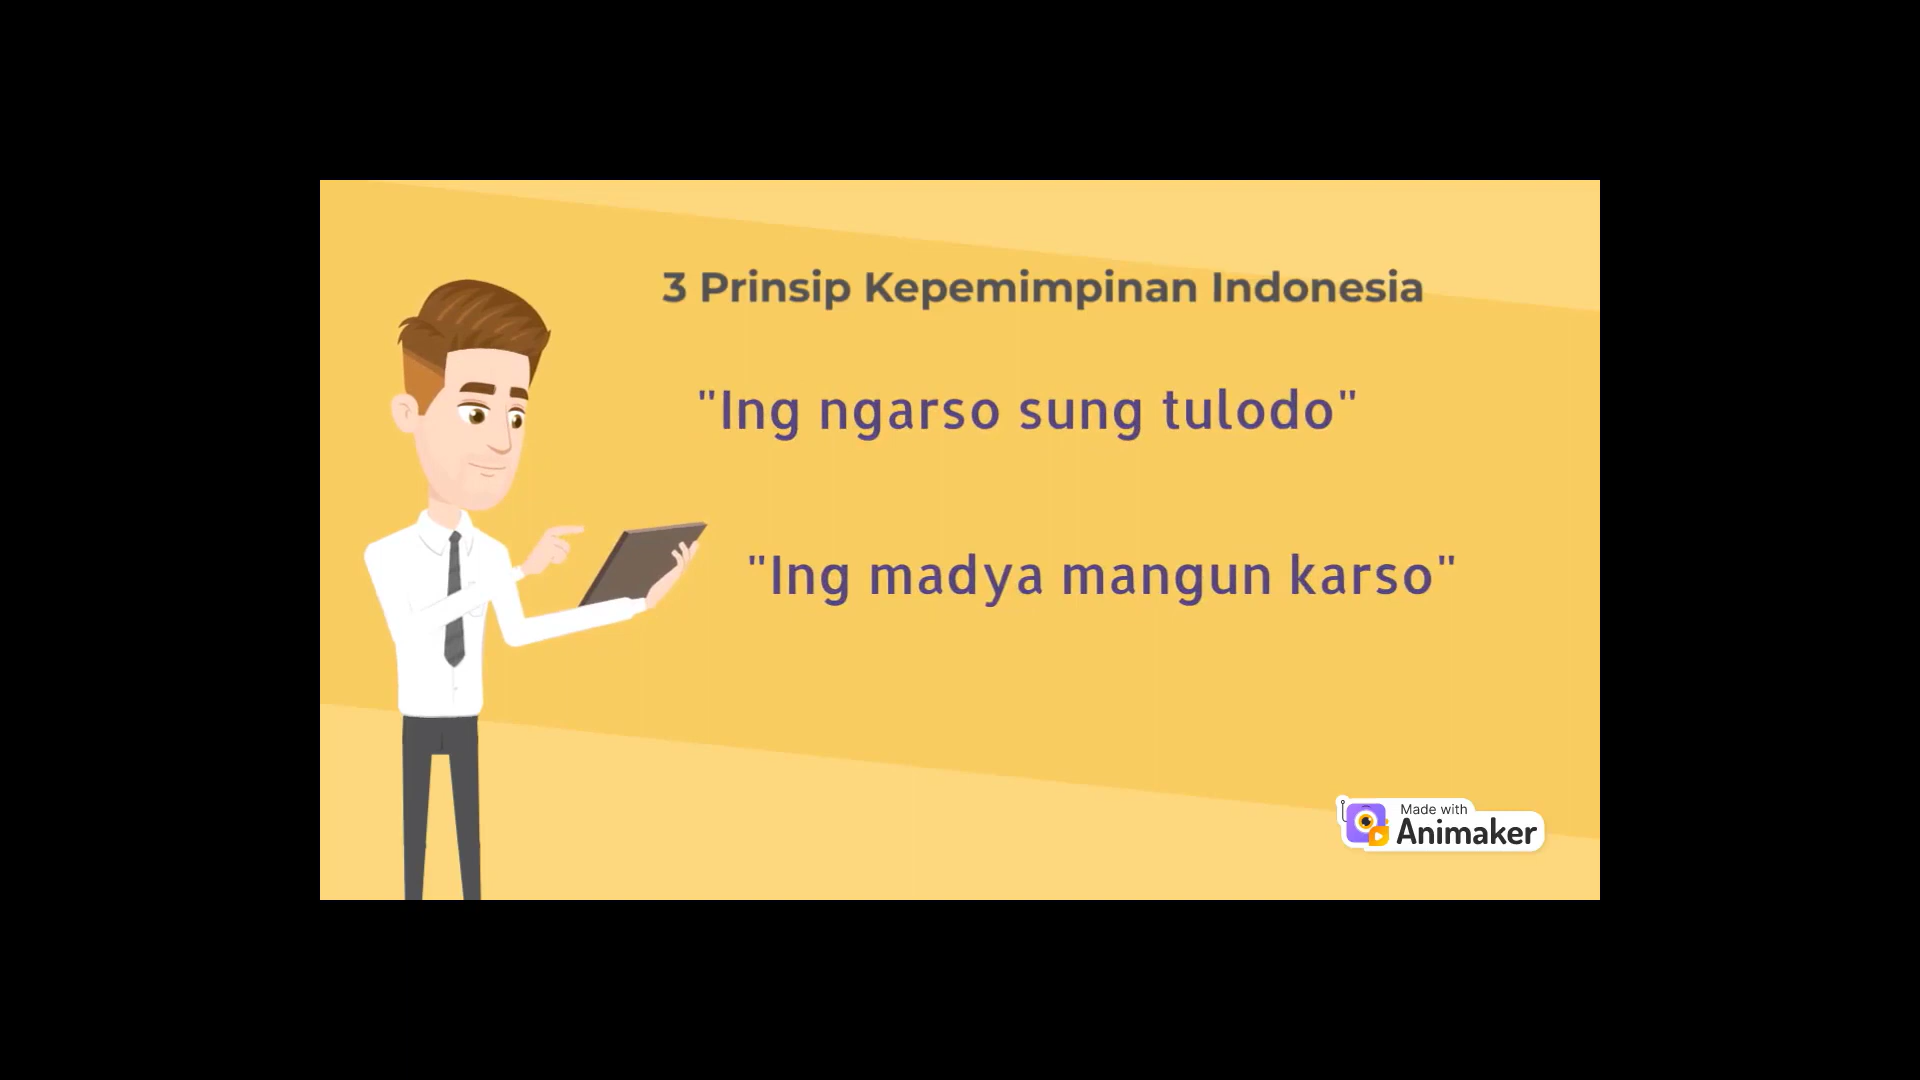 3 Prinsip Kepemimpinan Indonesia
"Ing ngarso sung tulodo"
"Ing madya mangun karso"
Made with
Animaker